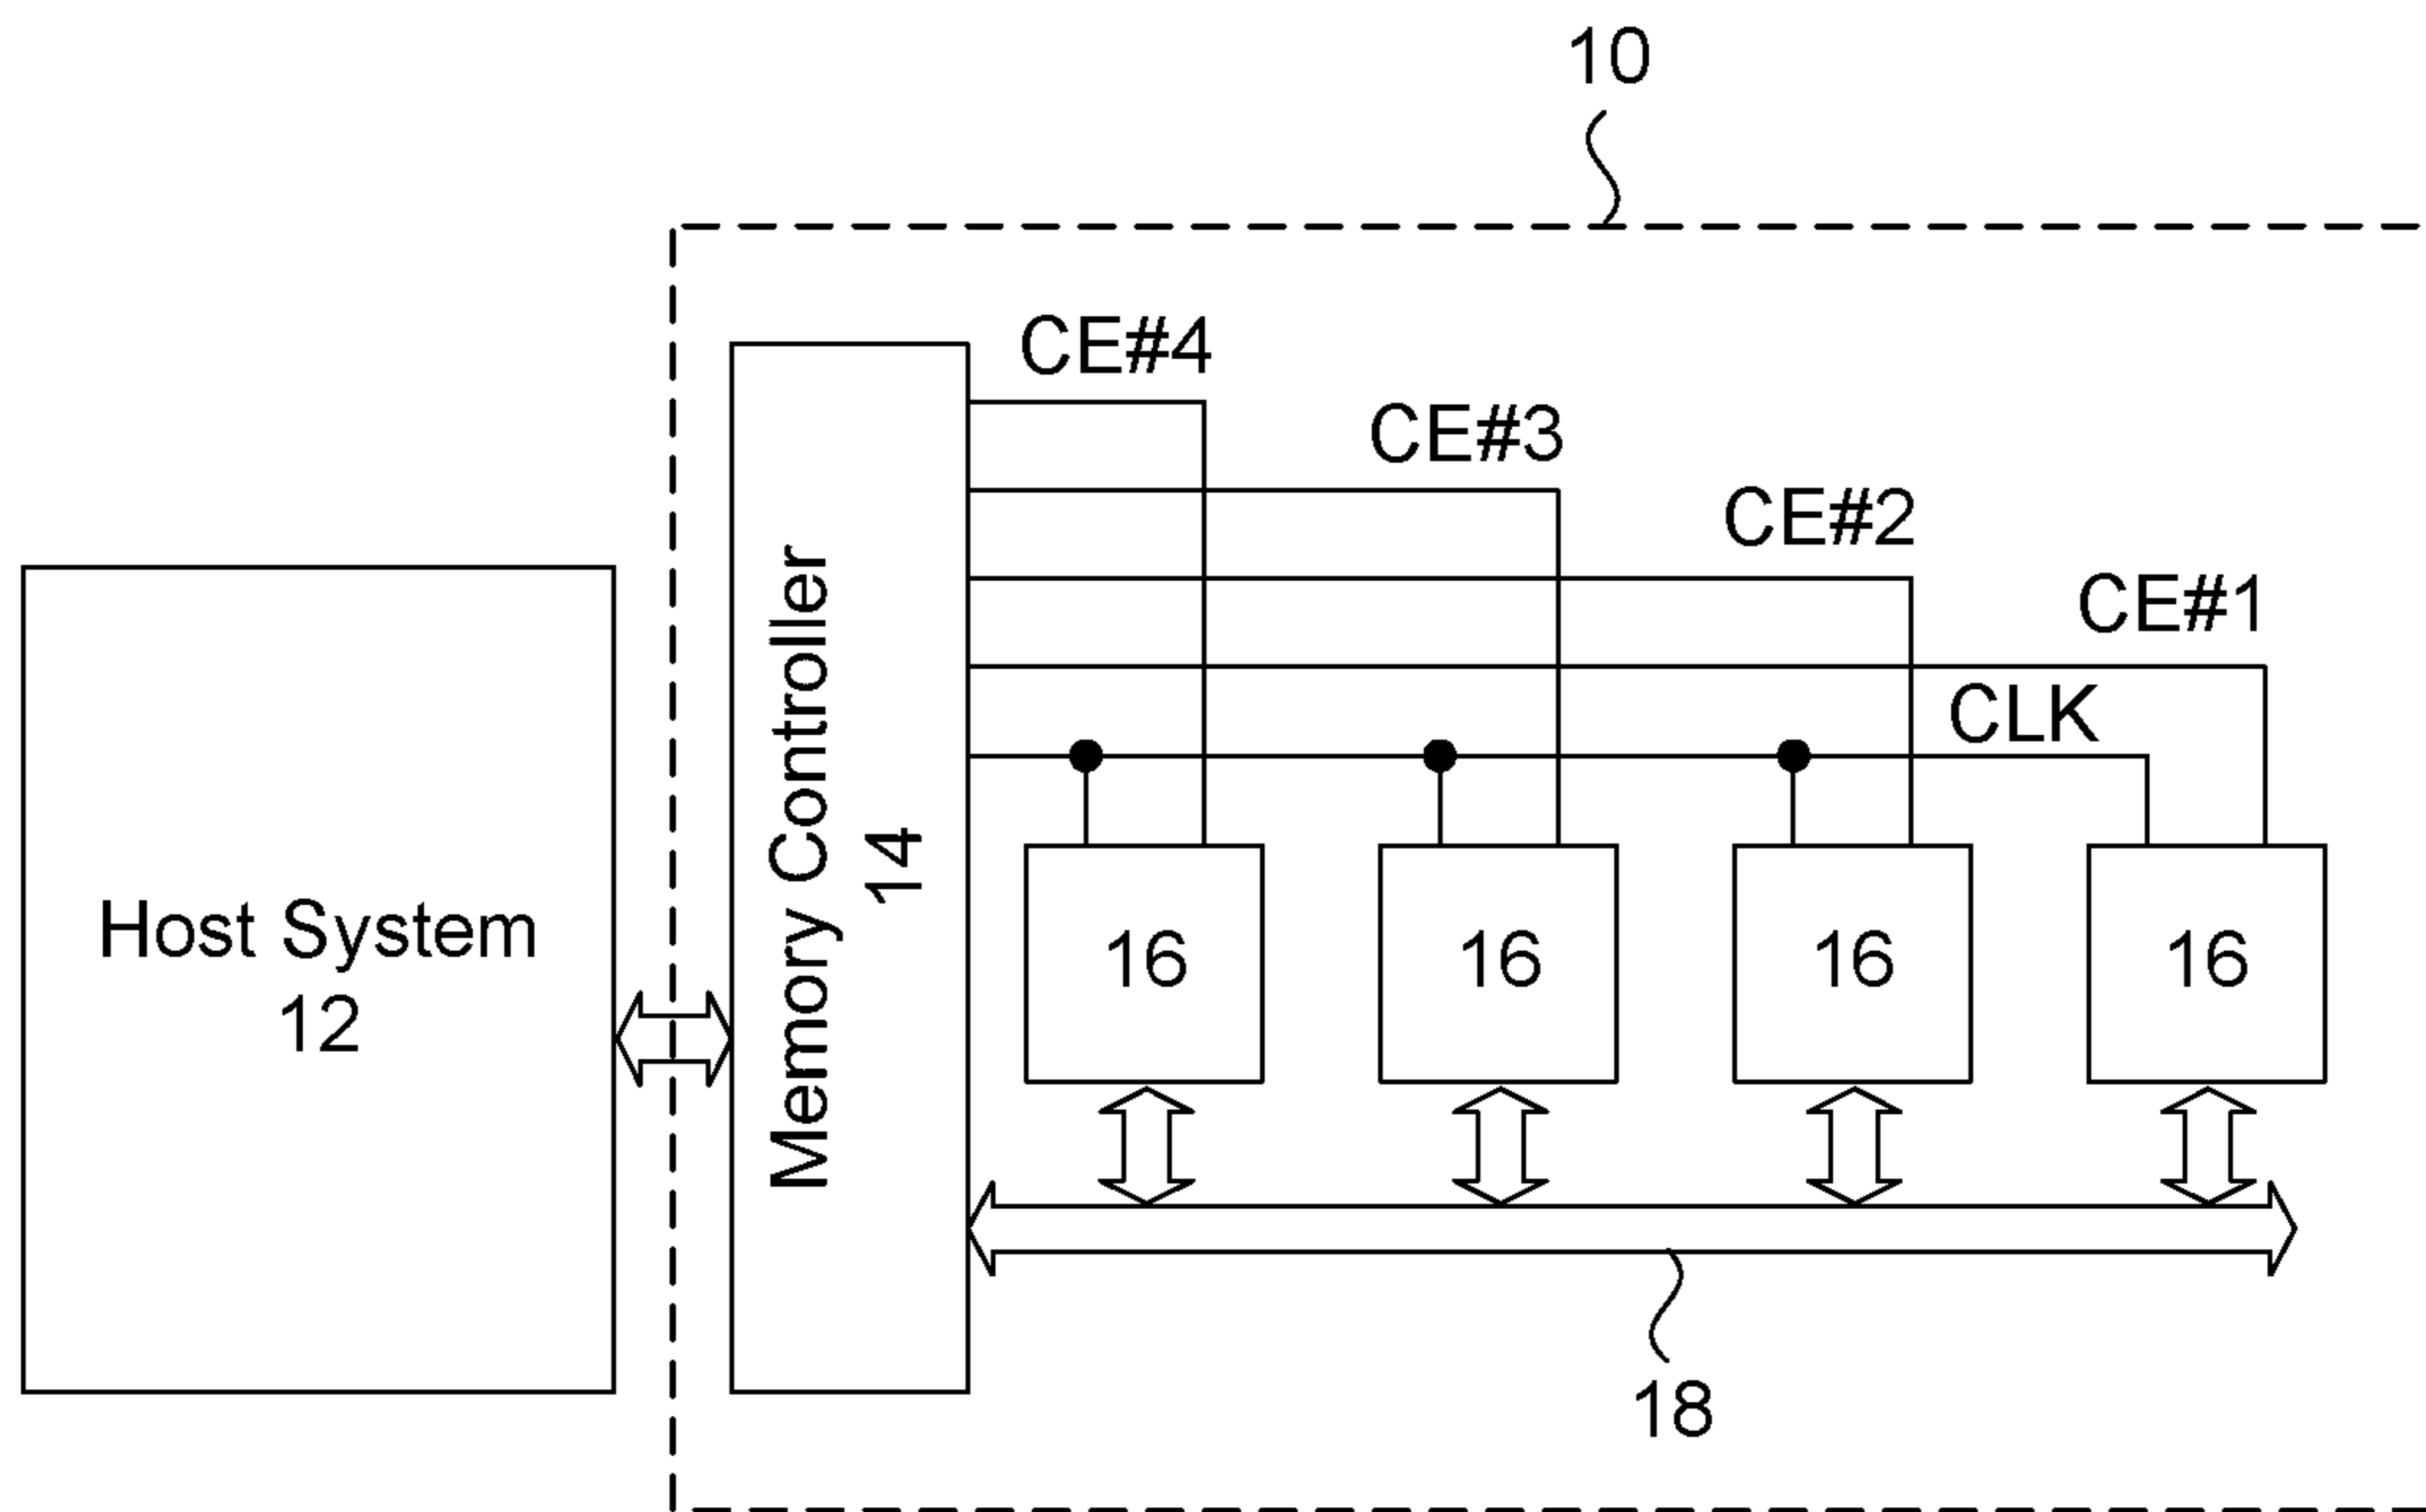 10
CE#4
CE#3
CE#2
CE#1
CLK
Memory Controller
14
Host System
12
16
16
16
16
18